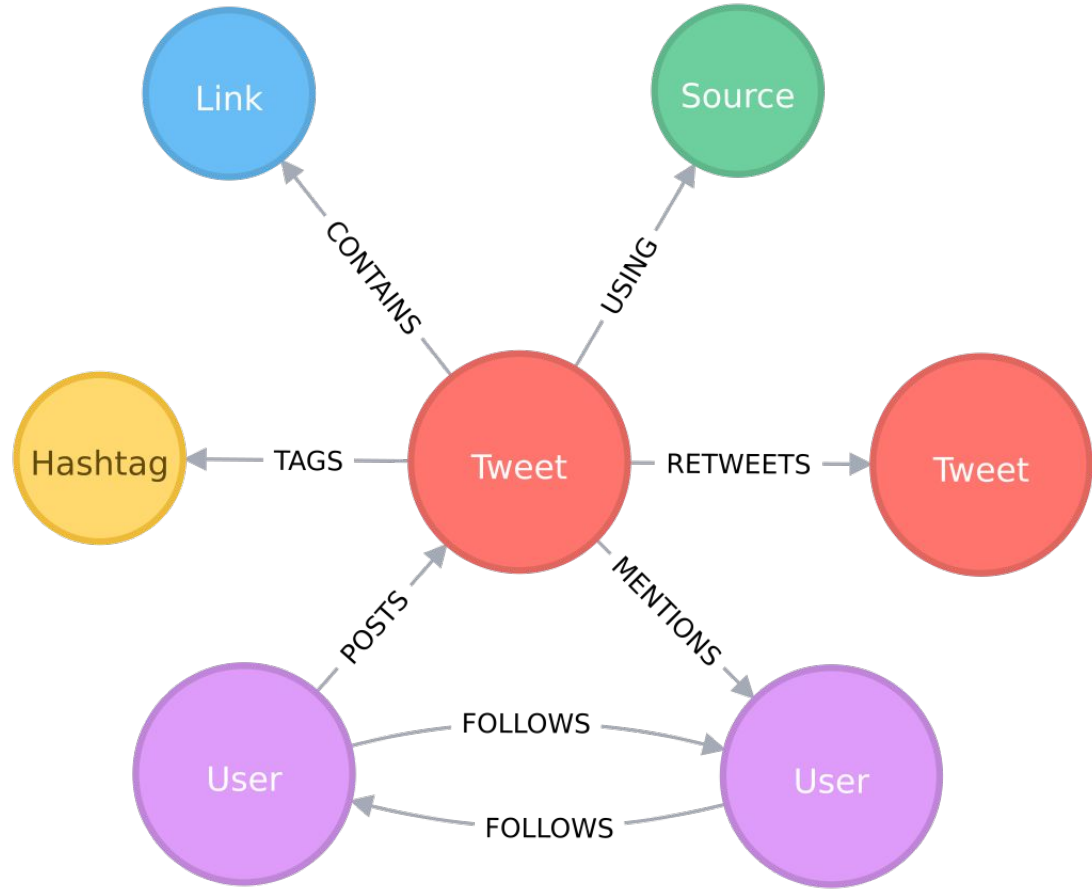 Link
Source
CONTAINS
USING
Hashtag
TAGS
Tweet
RETWEETS
Tweet
POSTS
MENTIONS
FOLLOWS
User
User
FOLLOWS